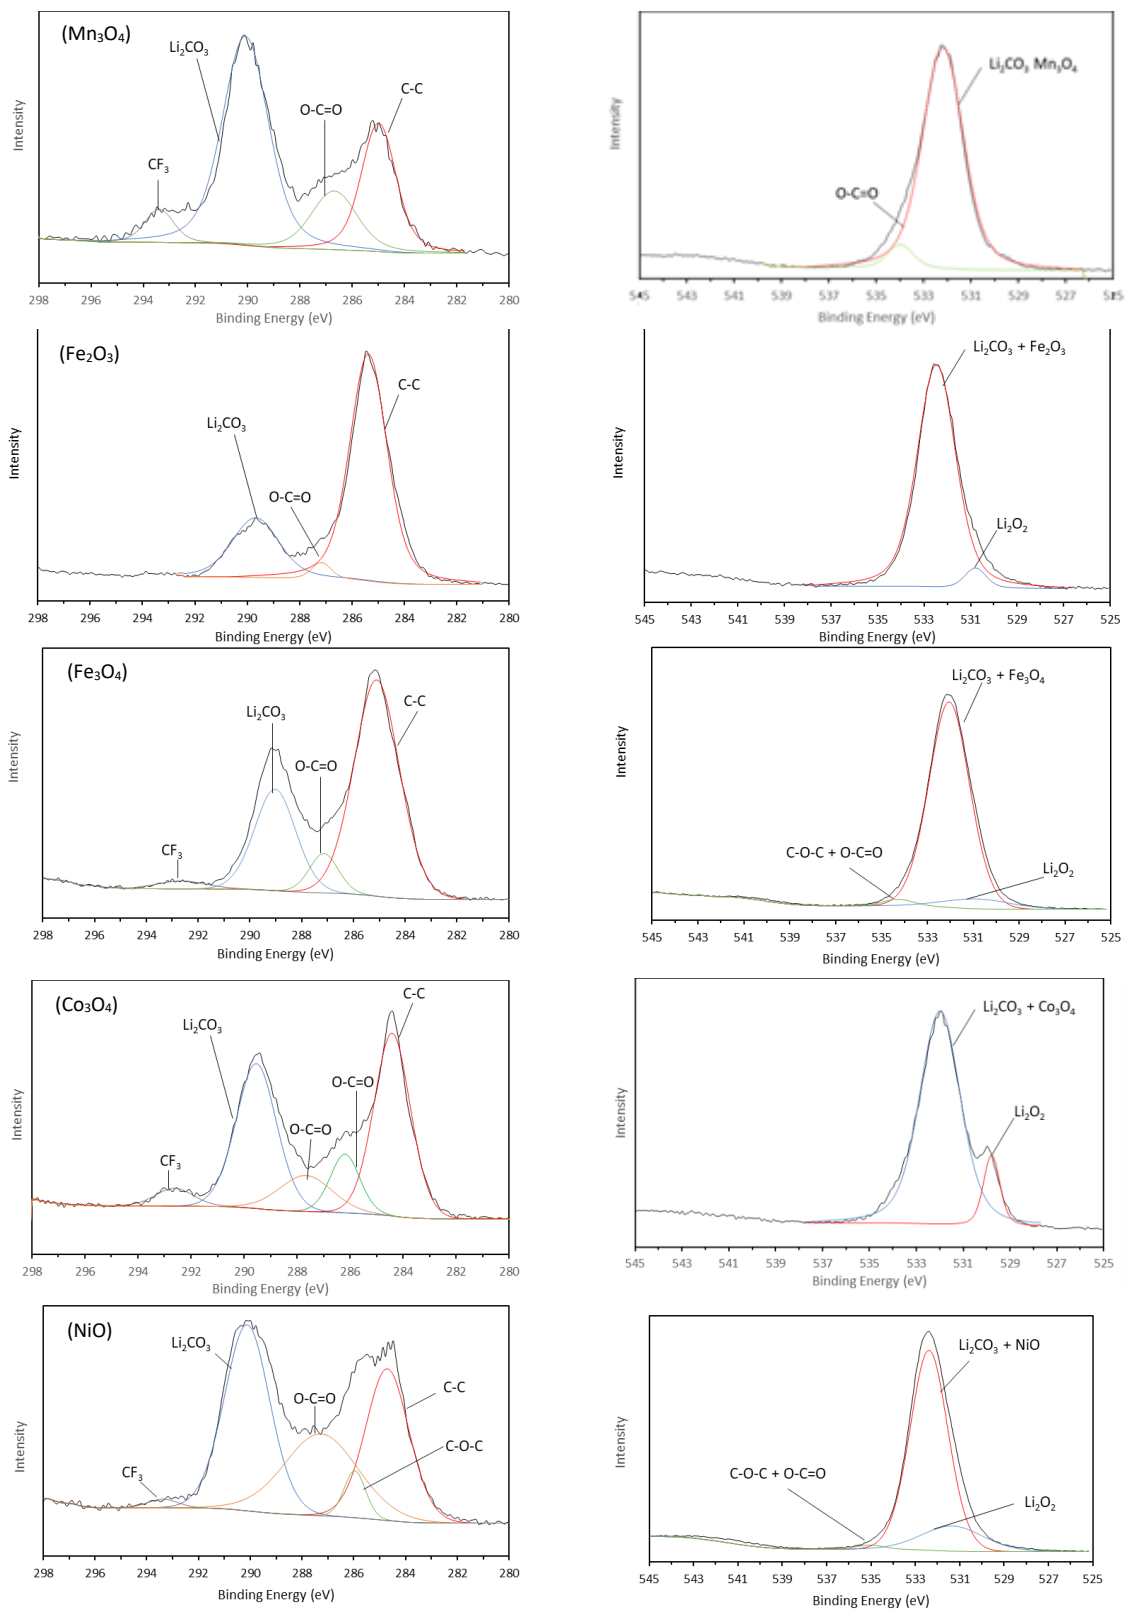 (Mn₃O₄)
Li₂CO₃
C-C
O-C=O
CF₃
Intensity
298 296 294 292 290 288 286 284 282 280
Binding Energy (eV)
Li₂CO₃ Mn₃O₄
O-C=O
Intensity
545 543 541 539 537 535 533 531 529 527
Binding Energy (eV)
(Fe₂O₃)
C-C
Li₂CO₃
O-C=O
Intensity
298 296 294 292 290 288 286 284 282 280
Binding Energy (eV)
Li₂CO₃ + Fe₂O₃
Li₂O₂
Intensity
545 543 541 539 537 535 533 531 529 527 525
Binding Energy (eV)
(Fe₃O₄)
C-C
Li₂CO₃
O-C=O
CF₃
Intensity
298 296 294 292 290 288 286 284 282 280
Binding Energy (eV)
Li₂CO₃ + Fe₃O₄
C-O-C + O-C=O
Li₂O₂
Intensity
545 543 541 539 537 535 533 531 529 527 525
Binding Energy (eV)
(Co₃O₄)
C-C
Li₂CO₃
O-C=O
O-C=O
CF₃
Intensity
298 296 294 292 290 288 286 284 282 280
Binding Energy (eV)
Li₂CO₃ + Co₃O₄
Li₂O₂
Intensity
545 543 541 539 537 535 533 531 529 527 525
Binding Energy (eV)
(NiO)
Li₂CO₃
C-C
O-C=O
C-O-C
CF₃
Intensity
298 296 294 292 290 288 286 284 282 280
Binding Energy (eV)
Li₂CO₃ + NiO
C-O-C + O-C=O
Li₂O₂
Intensity
545 543 541 539 537 535 533 531 529 527 525
Binding Energy (eV)